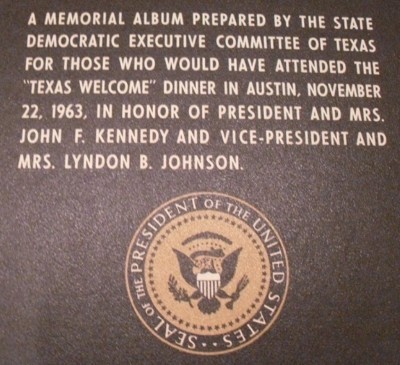 A MEMORIAL ALBUM PREPARED BY THE STATE
DEMOCRATIC EXECUTIVE COMMITTEE OF TEXAS
FOR THOSE WHO WOULD HAVE ATTENDED THE
"TEXAS WELCOME" DINNER IN AUSTIN, NOVEMBER
22, 1963, IN HONOR OF PRESIDENT AND MRS.
JOHN F. KENNEDY AND VICE-PRESIDENT AND
MRS. LYNDON B. JOHNSON.
SEAL OF THE PRESIDENT OF THE UNITED STATES